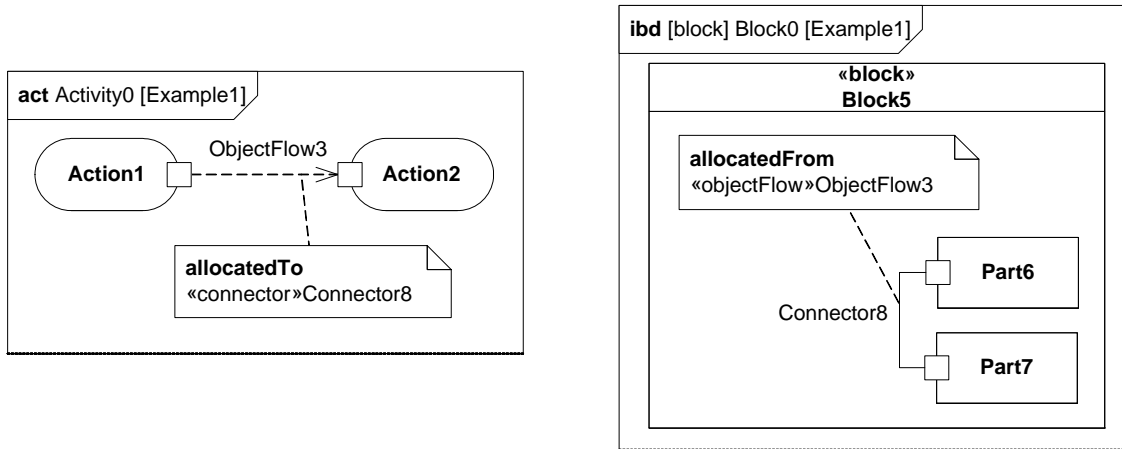 act Activity0 [Example1]
ObjectFlow3
Action1
Action2
allocatedTo
«connector»Connector8
ibd [block] Block0 [Example1]
«block»
Block5
allocatedFrom
«objectFlow»ObjectFlow3
Part6
Connector8
Part7